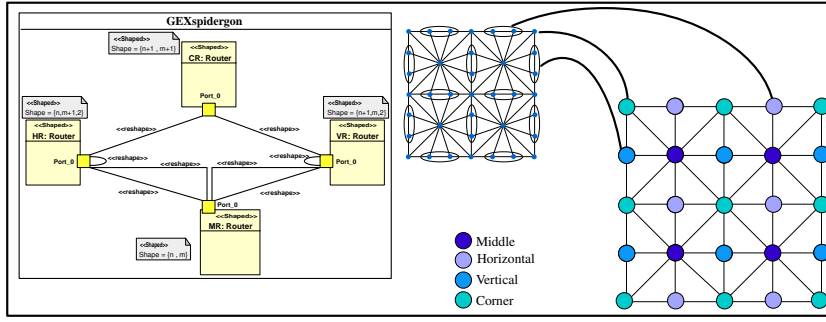 GEXspidergon
<<Shaped>>
Shape = {n+1 , m+1}
<<Shaped>>
CR: Router
Port_0
<<Shaped>>
Shape = {n,m+1,2}
<<Shaped>>
Shape = {n+1,m,2}
<<Shaped>>
HR: Router
Port_0
<<Shaped>>
VR: Router
Port_0
<<reshape>>
<<reshape>>
<<reshape>>
<<reshape>>
<<reshape>>
<<reshape>>
<<reshape>>
<<reshape>>
Port_0
<<Shaped>>
MR: Router
<<Shaped>>
Shape = {n , m}
Middle
Horizontal
Vertical
Corner